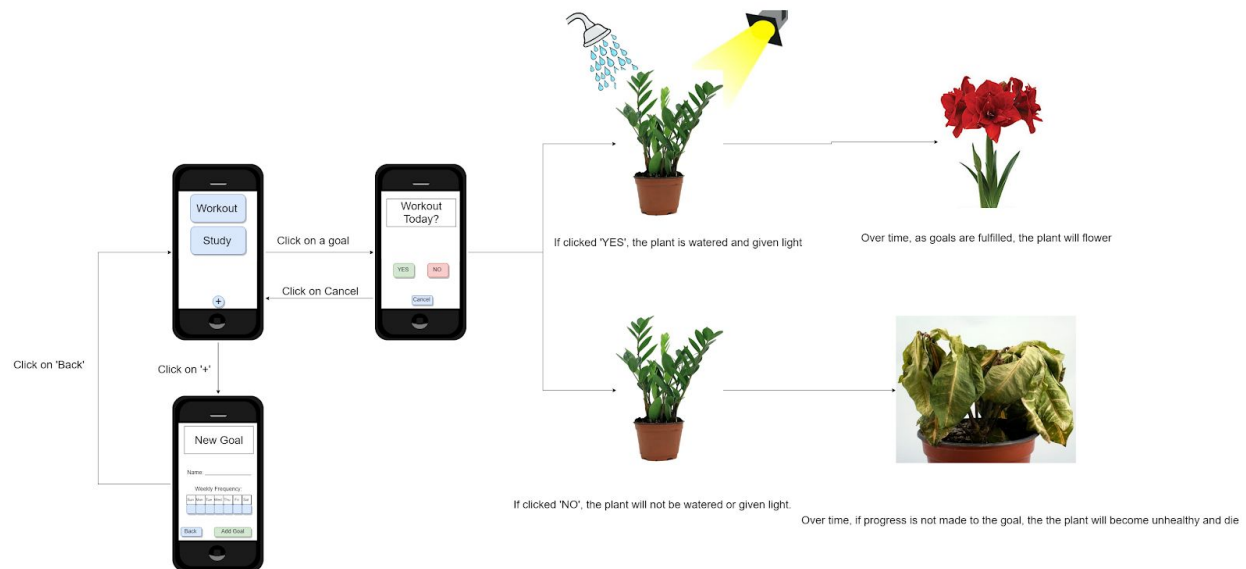 Workout
Study
+
Click on a goal
Click on Cancel
Workout
Today?
YES
NO
Cancel
If clicked 'YES', the plant is watered and given light
Over time, as goals are fulfilled, the plant will flower
Click on 'Back'
Click on '+'
New Goal
Name:
Weekly Frequency:
Sun Mon Tue Wed Thu Fri Sat
Back
Add Goal
If clicked 'NO', the plant will not be watered or given light.
Over time, if progress is not made to the goal, the the plant will become unhealthy and die